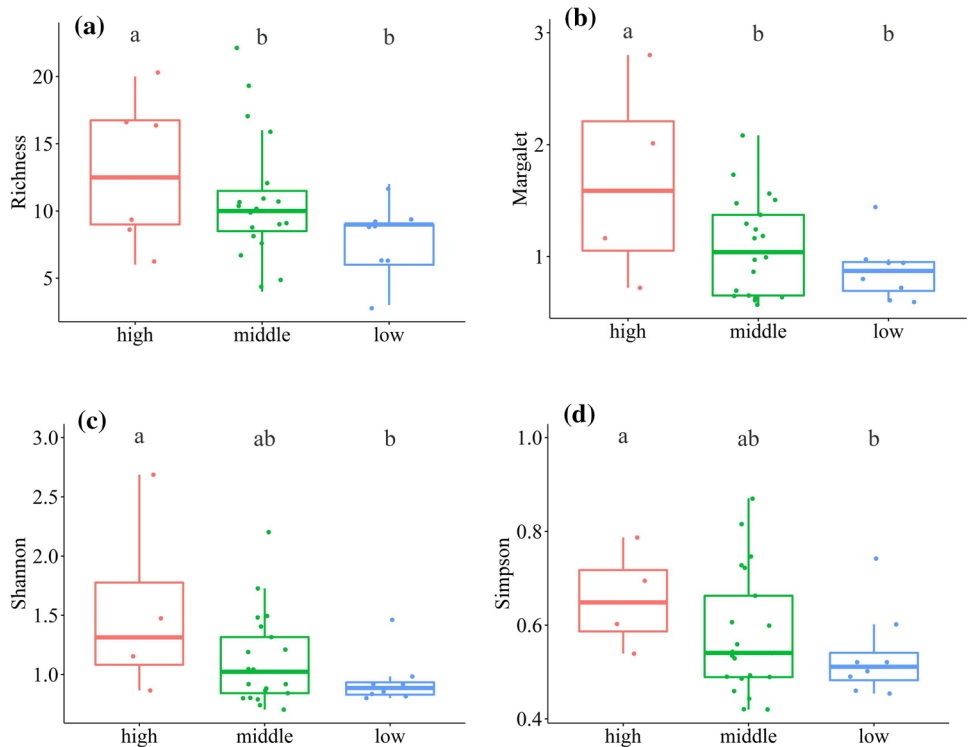 (a)
a b b
20
15
10
5
Richness
high middle low
(b)
a b b
3
2
1
Margalet
high middle low
(c)
a ab b
3.0
2.5
2.0
1.5
1.0
Shannon
high middle low
(d)
a ab b
1.0
0.8
0.6
0.4
Simpson
high middle low